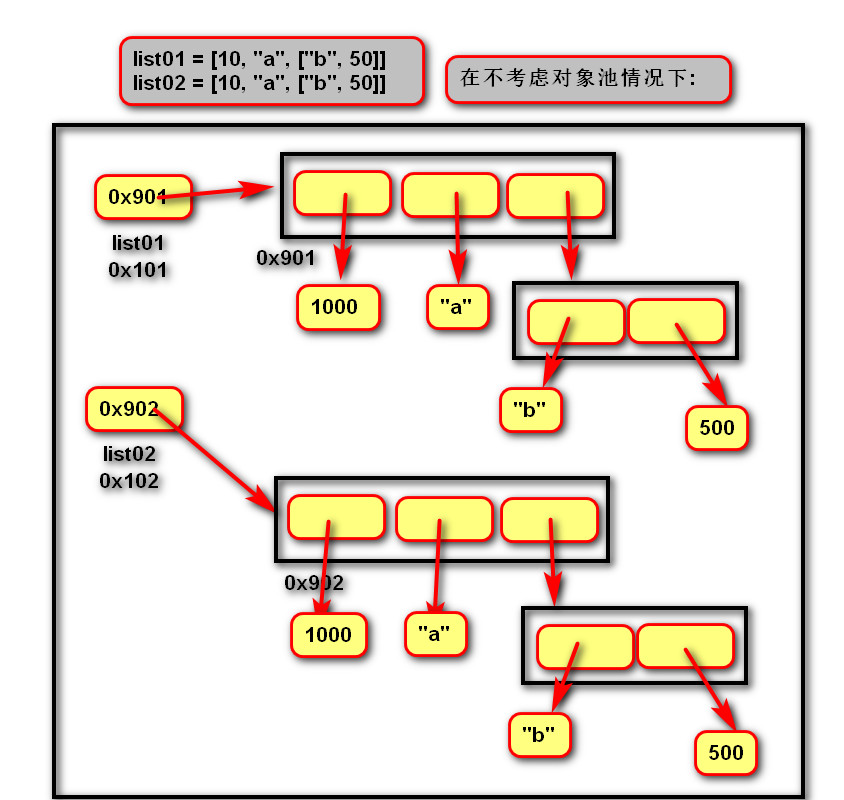 list01 = [10, "a", ["b", 50]]
list02 = [10, "a", ["b", 50]]
在不考虑对象池情况下:
0x901
list01
0x101
0x901
1000
"a"
"b"
500
0x902
list02
0x102
0x902
1000
"a"
"b"
500